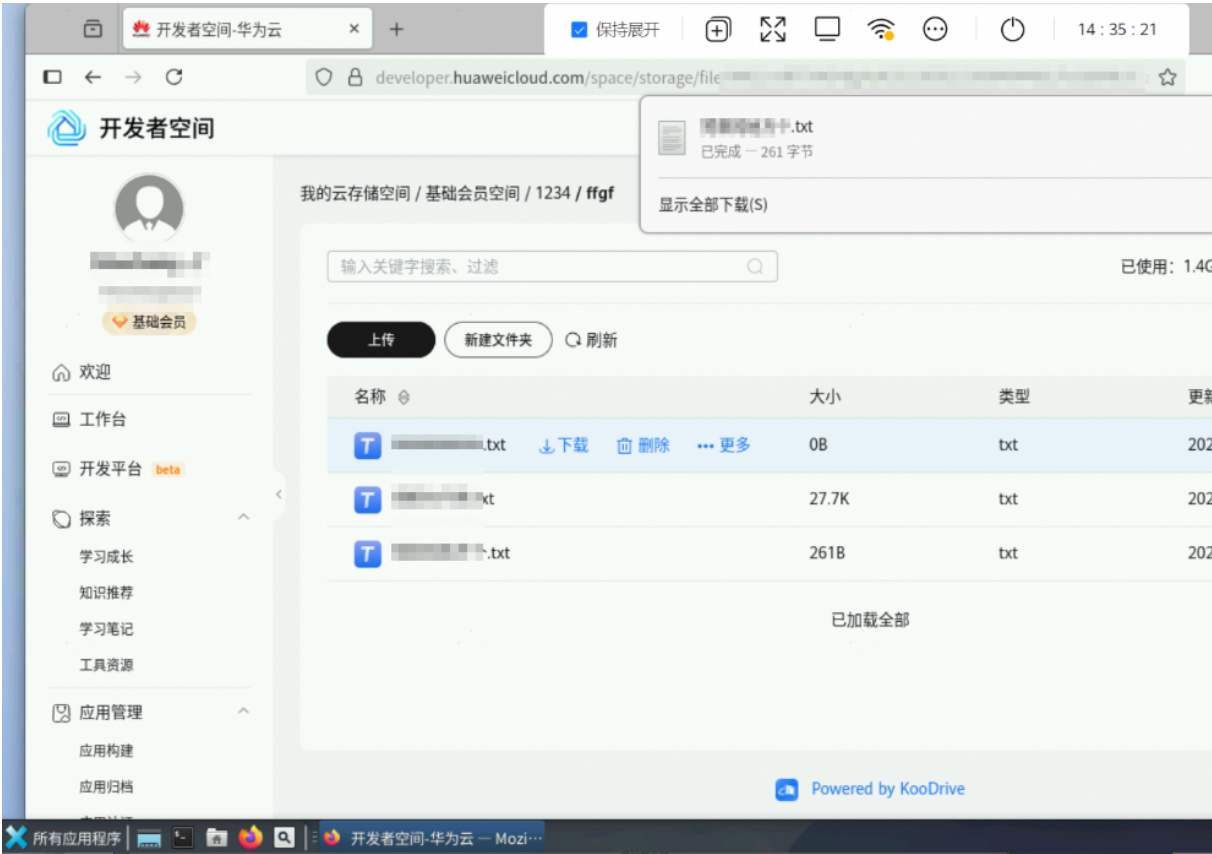 开发者空间-华为云
保持展开
14 : 35 : 21
developer.huaweicloud.com/space/storage/file
开发者空间
.txt
已完成 — 261 字节
显示全部下载(S)
我的云存储空间 / 基础会员空间 / 1234 / ffgf
输入关键字搜索、过滤
已使用: 1.4G
基础会员
上传
新建文件夹
刷新
欢迎
名称
大小
类型
工作台
.txt
下载
删除
更多
0B
txt
202
开发平台 beta
27.7K
txt
202
探索
.txt
261B
txt
202
学习成长
知识推荐
学习笔记
已加载全部
工具资源
应用管理
应用构建
应用归档
Powered by KooDrive
所有应用程序
开发者空间-华为云 — Mozi…